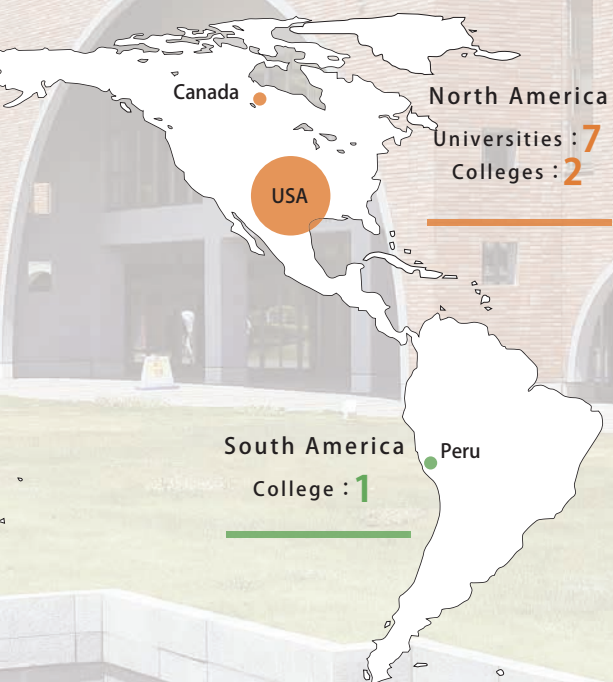 Canada
North America
Universities：7
Colleges：2
USA
South America
College：1
Peru